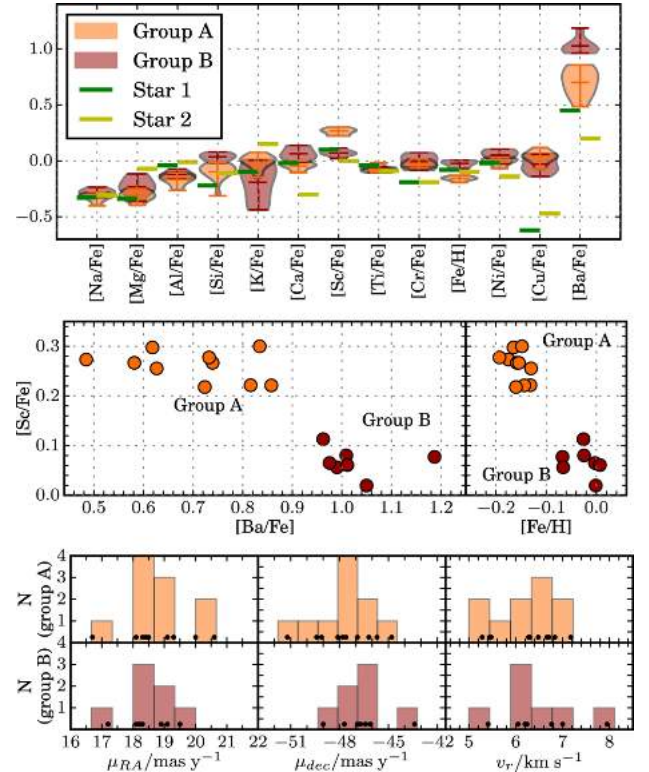 1.0
0.5
0.0
−0.5
Group A
Group B
Star 1
Star 2
[Na/Fe]
[Mg/Fe]
[Al/Fe]
[Si/Fe]
[K/Fe]
[Ca/Fe]
[Sc/Fe]
[Ti/Fe]
[Cr/Fe]
[Fe/H]
[Ni/Fe]
[Cu/Fe]
[Ba/Fe]
[Sc/Fe]
0.3
0.2
0.1
0.0
Group A
Group B
Group A
Group B
0.5 0.6 0.7 0.8 0.9 1.0 1.1 1.2 −0.2 −0.1 0.0
[Ba/Fe] [Fe/H]
N
(group A)
4
3
2
1
4
N
(group B)
3
2
1
16 17 18 19 20 21 22 −51 −48 −45 −42 5 6 7 8
μRA/mas y−1 μdec/mas y−1 vr/km s−1